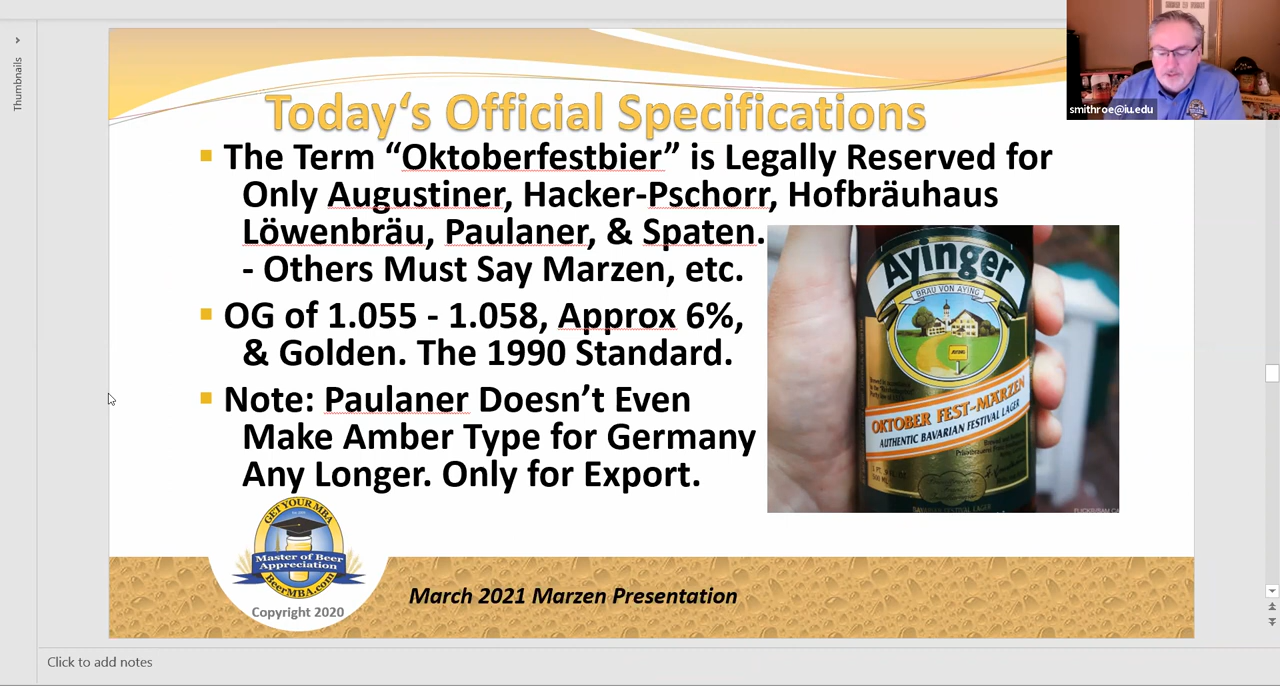 Thumbnails
Today‘s Official Specifications
The Term “Oktoberfestbier” is Legally Reserved for
Only Augustiner, Hacker-Pschorr, Hofbräuhaus
Löwenbräu, Paulaner, & Spaten.
- Others Must Say Marzen, etc.
OG of 1.055 - 1.058, Approx 6%,
& Golden. The 1990 Standard.
Note: Paulaner Doesn’t Even
Make Amber Type for Germany
Any Longer. Only for Export.
smithroe@iu.edu
Ayinger
BRÄU VON AYING
AYING
OKTOBER FEST-MÄRZEN
AUTHENTIC BAVARIAN FESTIVAL LAGER
GET YOUR MBA
Master of Beer
Appreciation
BeerMBA.com
Copyright 2020
March 2021 Marzen Presentation
Click to add notes